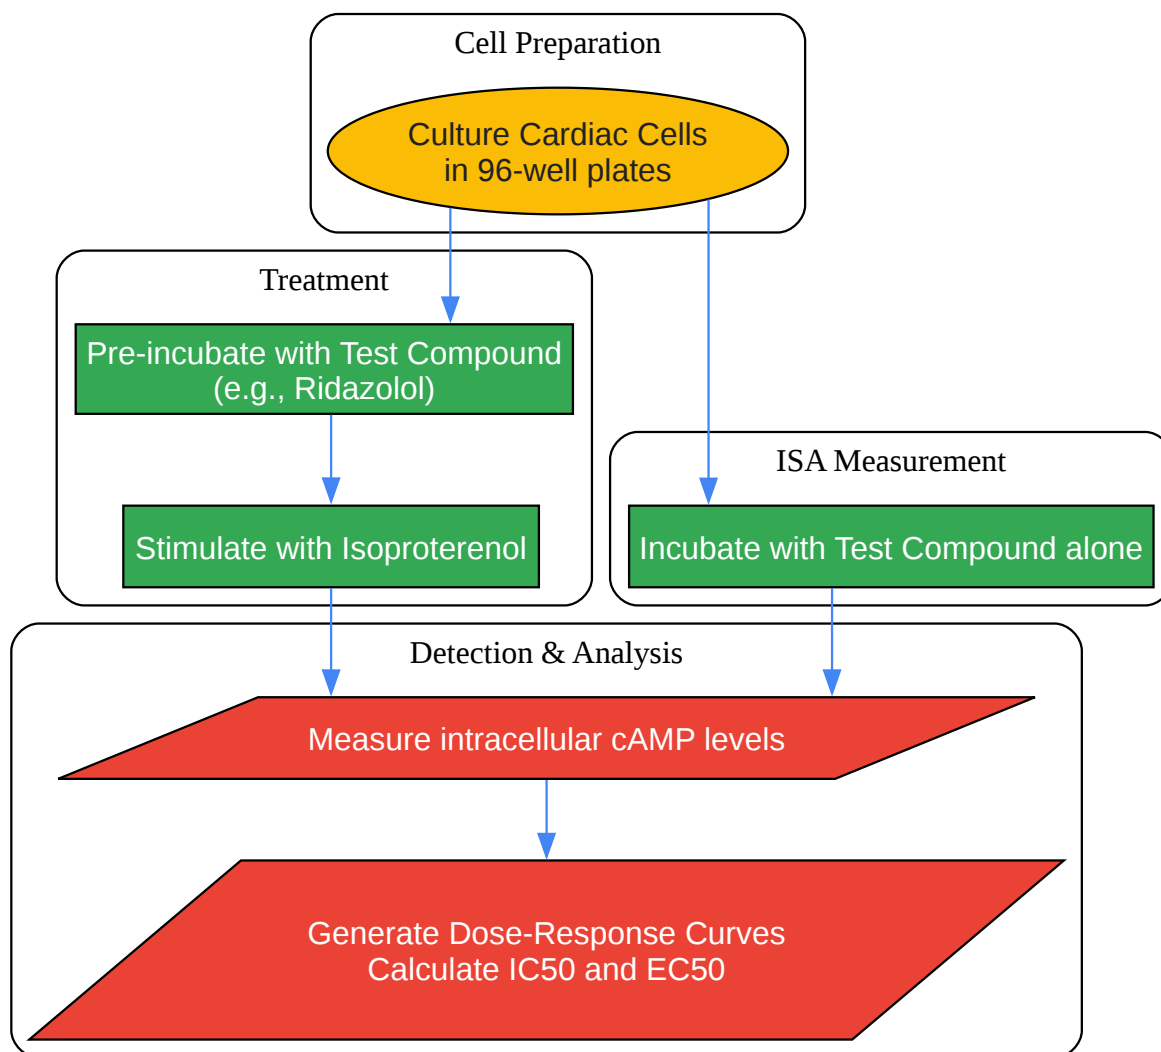 Cell Preparation
Culture Cardiac Cells
in 96-well plates
Treatment
Pre-incubate with Test Compound
(e.g., Ridazolol)
Stimulate with Isoproterenol
ISA Measurement
Incubate with Test Compound alone
Detection & Analysis
Measure intracellular cAMP levels
Generate Dose-Response Curves
Calculate IC50 and EC50